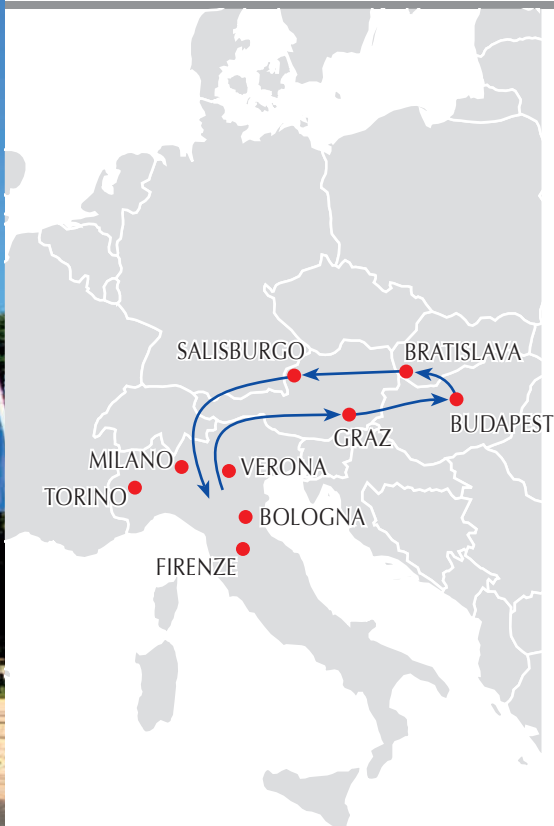 SALISBURGO
BRATISLAVA
BUDAPEST
GRAZ
MILANO
VERONA
TORINO
BOLOGNA
FIRENZE